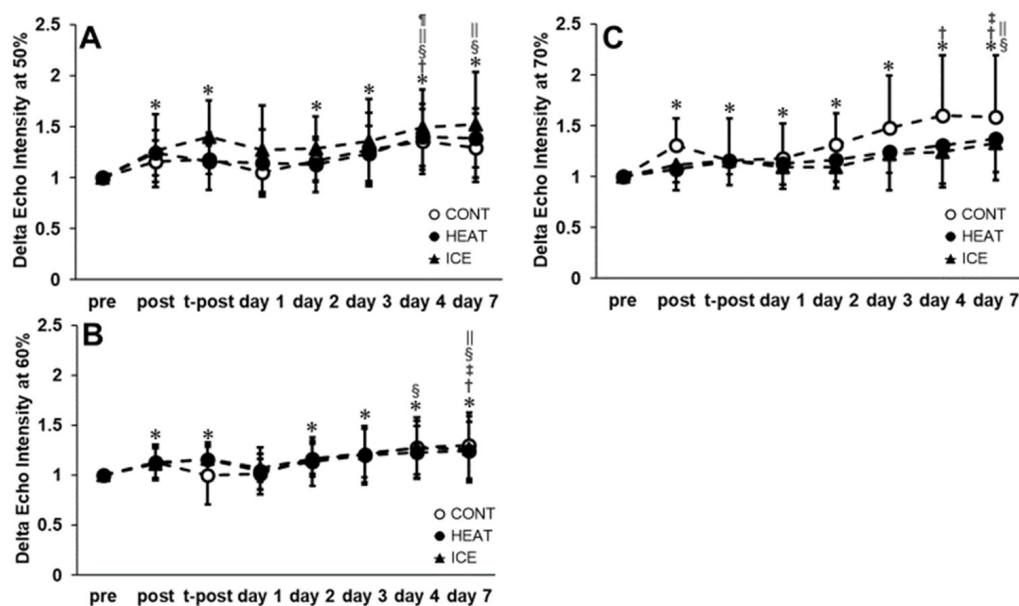 A
Delta Echo Intensity at 50%
2.5
2
1.5
1
0.5
0
* * * * ¶ || § † * || § *
CONT
HEAT
ICE
pre post t-post day 1 day 2 day 3 day 4 day 7
C
Delta Echo Intensity at 70%
2.5
2
1.5
1
0.5
0
* * * * * † * ‡ † * || §
CONT
HEAT
ICE
pre post t-post day 1 day 2 day 3 day 4 day 7
B
Delta Echo Intensity at 60%
2.5
2
1.5
1
0.5
0
* * * * § * || § ‡ † *
CONT
HEAT
ICE
pre post t-post day 1 day 2 day 3 day 4 day 7